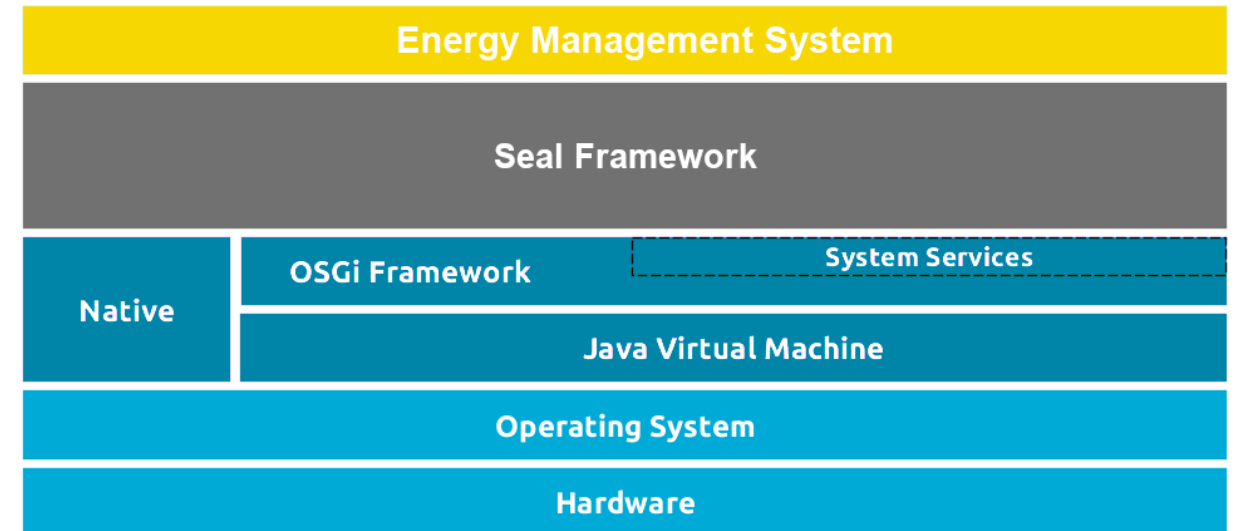 Energy Management System
Seal Framework
System Services
OSGi Framework
Native
Java Virtual Machine
Operating System
Hardware